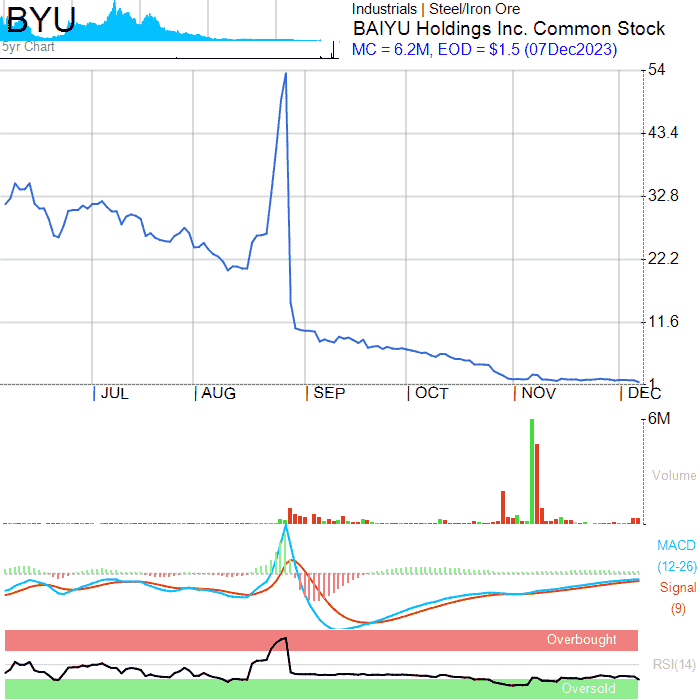 BYU
5yr Chart
Industrials | Steel/Iron Ore
BAIYU Holdings Inc. Common Stock
MC = 6.2M, EOD = $1.5 (07Dec2023)
54
43.4
32.8
22.2
11.6
1
JUL
AUG
SEP
OCT
NOV
DEC
6M
Volume
MACD
(12-26)
Signal
(9)
Overbought
RSI(14)
Oversold